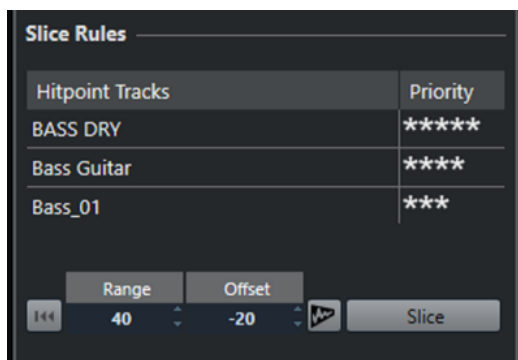 Slice Rules
Hitpoint Tracks Priority
BASS DRY *****
Bass Guitar ****
Bass_01 ***
Range Offset
40 -20 Slice